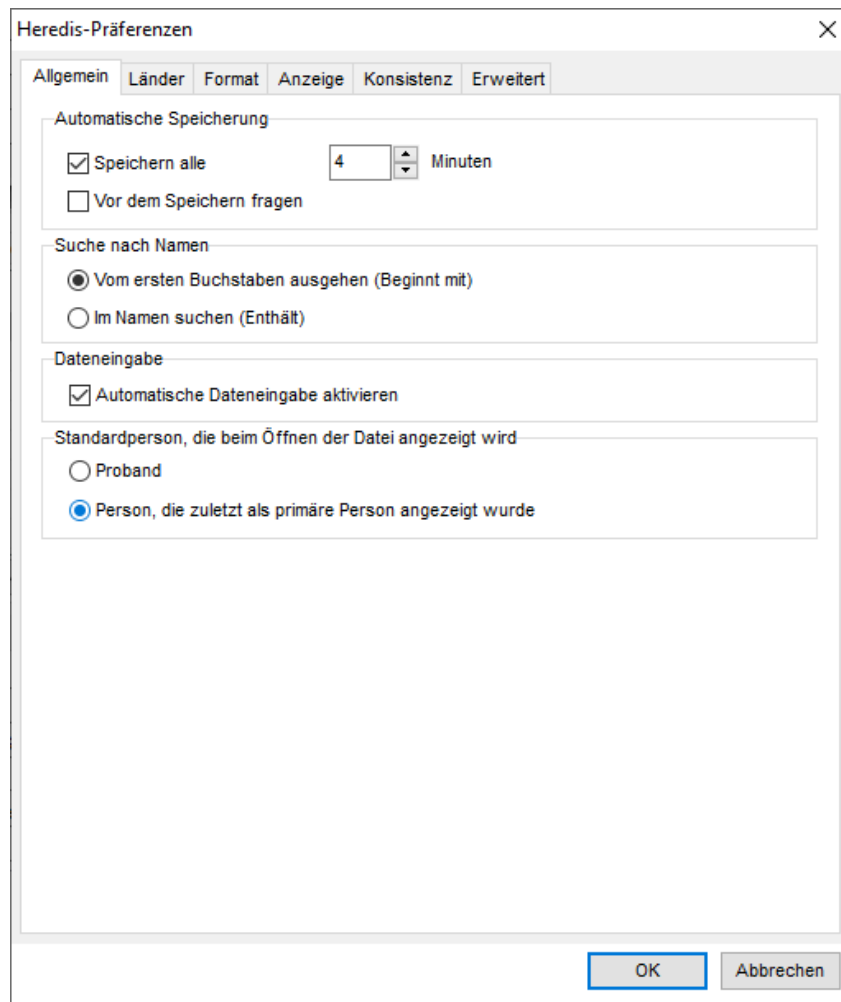 Heredis-Präferenzen
Allgemein Länder Format Anzeige Konsistenz Erweitert
Automatische Speicherung
Speichern alle 4 Minuten
Vor dem Speichern fragen
Suche nach Namen
Vom ersten Buchstaben ausgehen (Beginnt mit)
Im Namen suchen (Enthält)
Dateneingabe
Automatische Dateneingabe aktivieren
Standardperson, die beim Öffnen der Datei angezeigt wird
Proband
Person, die zuletzt als primäre Person angezeigt wurde
OK Abbrechen